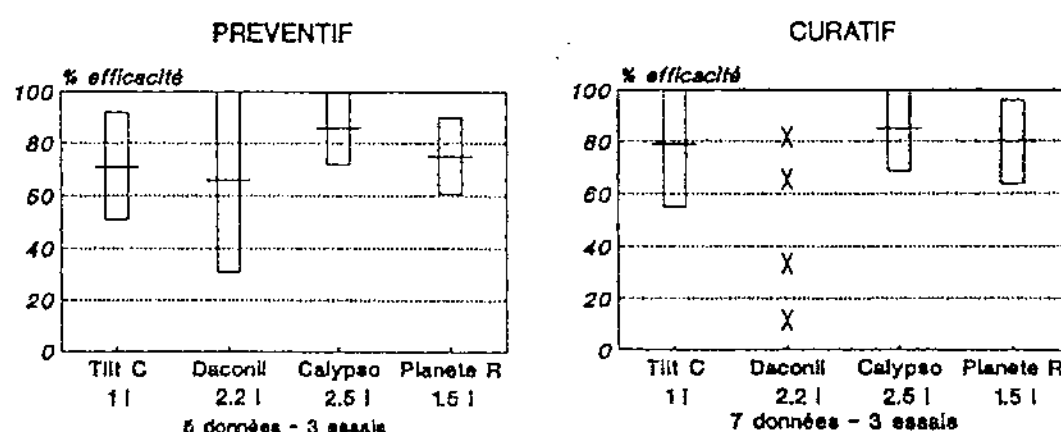 PREVENTIF
% efficacité
100
80
60
40
20
0
Tilt C Daconil Calypso Planete R
1 l 2.2 l 2.5 l 1.5 l
5 données - 3 essais
CURATIF
% efficacité
100
80
60
40
20
0
Tilt C Daconil Calypso Planete R
1 l 2.2 l 2.5 l 1.5 l
7 données - 3 essais